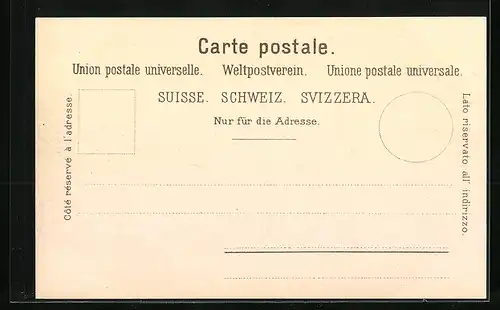 Carte postale.
Union postale universelle. Weltpostverein. Unione postale universale.
SUISSE. SCHWEIZ. SVIZZERA.
Nur für die Adresse.
Côté réservé à l'adresse.
Lato riservato all' indirizzo.